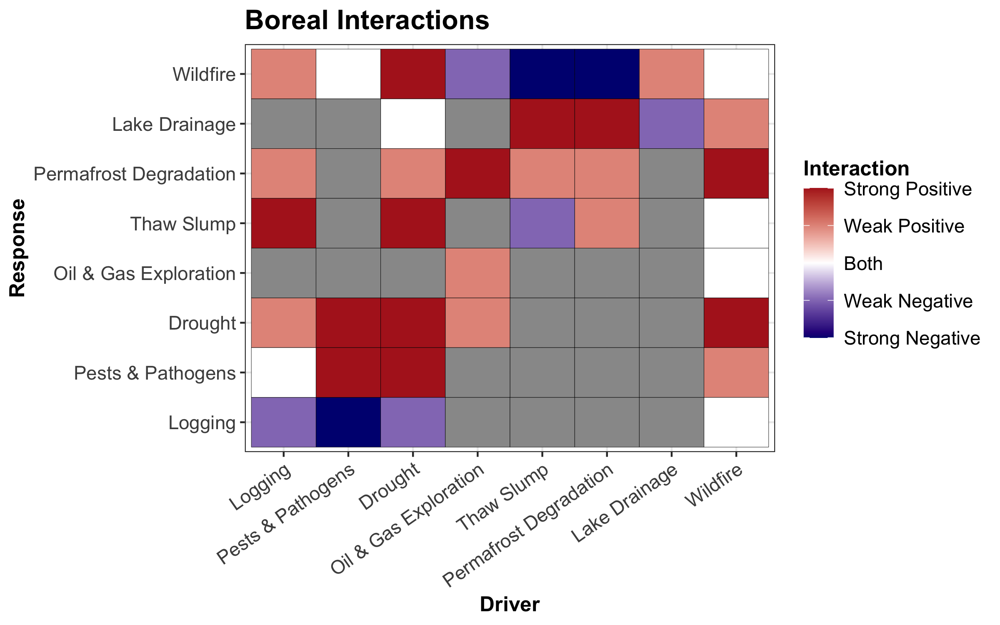 Boreal Interactions
Response
Wildfire
Lake Drainage
Permafrost Degradation
Thaw Slump
Oil & Gas Exploration
Drought
Pests & Pathogens
Logging
Logging
Pests & Pathogens
Drought
Oil & Gas Exploration
Thaw Slump
Permafrost Degradation
Lake Drainage
Wildfire
Driver
Interaction
Strong Positive
Weak Positive
Both
Weak Negative
Strong Negative